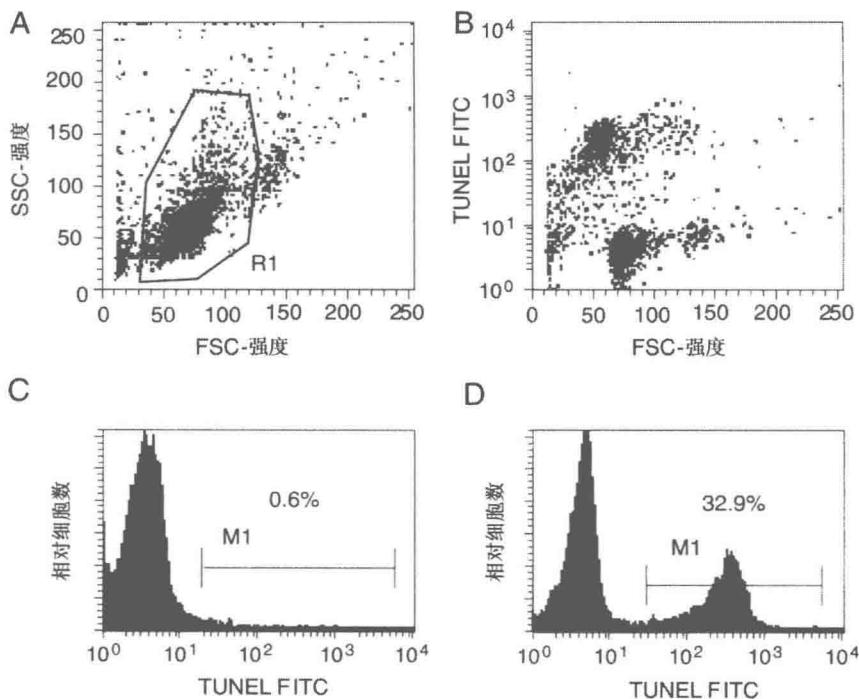 A
250
200
150
100
50
0
SSC-强度
R1
0 50 100 150 200 250
FSC-强度
B
10⁴
10³
10²
10¹
10⁰
TUNEL FITC
0 50 100 150 200 250
FSC-强度
C
相对细胞数
0.6%
M1
10⁰ 10¹ 10² 10³ 10⁴
TUNEL FITC
D
相对细胞数
32.9%
M1
10⁰ 10¹ 10² 10³ 10⁴
TUNEL FITC